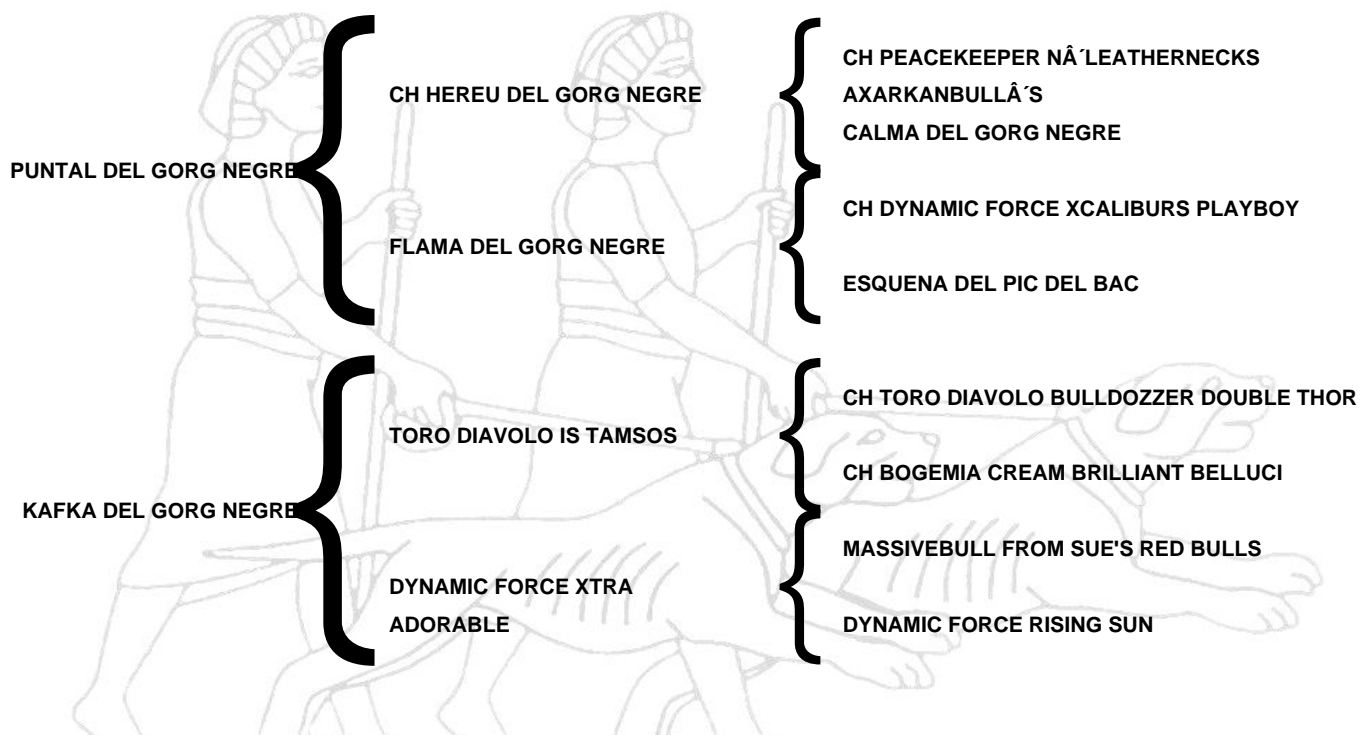 CH PEACEKEEPER NÂ´LEATHERNECKS
CH HEREU DEL GORG NEGRE
AXARKANBULLÂ´S
CALMA DEL GORG NEGRE
PUNTAL DEL GORG NEGRE
CH DYNAMIC FORCE XCALIBURS PLAYBOY
FLAMA DEL GORG NEGRE
ESQUENA DEL PIC DEL BAC
CH TORO DIAVOLO BULLDOZZER DOUBLE THOR
TORO DIAVOLO IS TAMSOS
CH BOGEMIA CREAM BRILLIANT BELLUCI
KAFKA DEL GORG NEGRE
MASSIVEBULL FROM SUE'S RED BULLS
DYNAMIC FORCE XTRA
ADORABLE
DYNAMIC FORCE RISING SUN